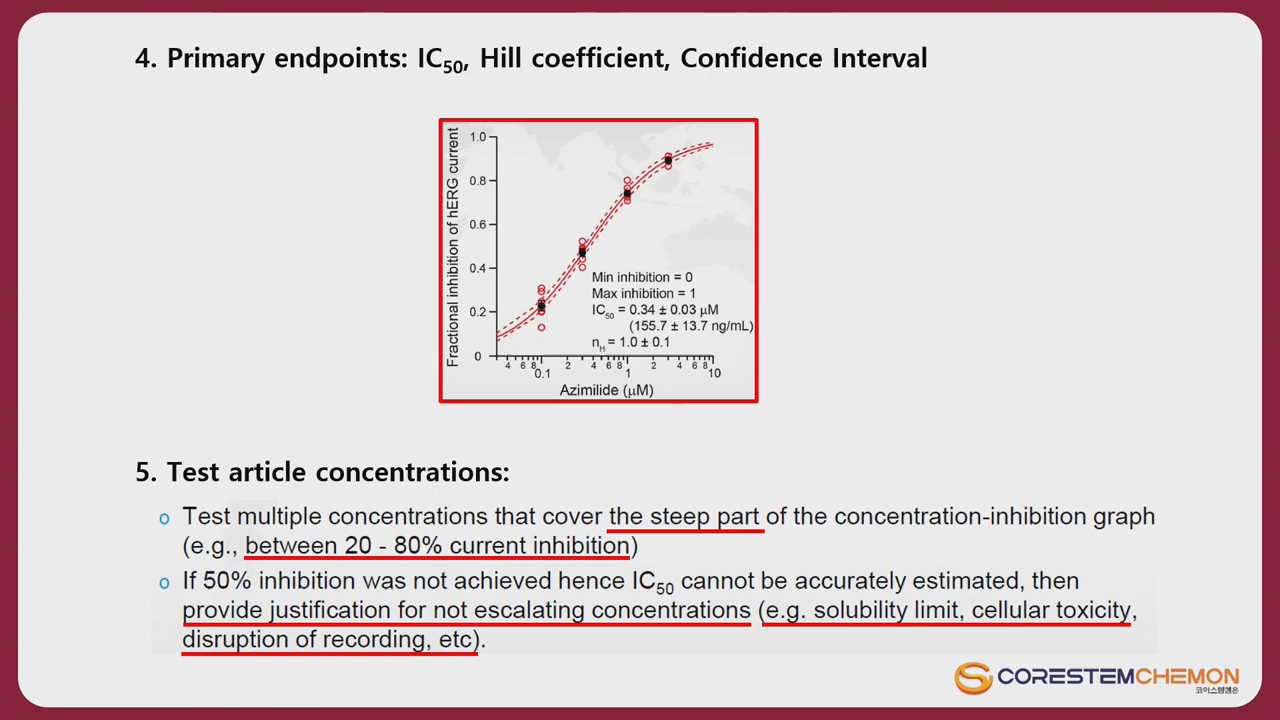 4. Primary endpoints: IC50, Hill coefficient, Confidence Interval
Fractional inhibition of hERG current
1.0
0.8
0.6
0.4
0.2
0
Min inhibition = 0
Max inhibition = 1
IC50 = 0.34 ± 0.03 μM
(155.7 ± 13.7 ng/mL)
nH = 1.0 ± 0.1
4 6 8 0.1 2 4 6 8 1 2 4 6 8 10
Azimilide (μM)
5. Test article concentrations:
o Test multiple concentrations that cover the steep part of the concentration-inhibition graph
(e.g., between 20 - 80% current inhibition)
o If 50% inhibition was not achieved hence IC50 cannot be accurately estimated, then
provide justification for not escalating concentrations (e.g. solubility limit, cellular toxicity,
disruption of recording, etc).
CORESTEMCHEMON
코아스템켐온